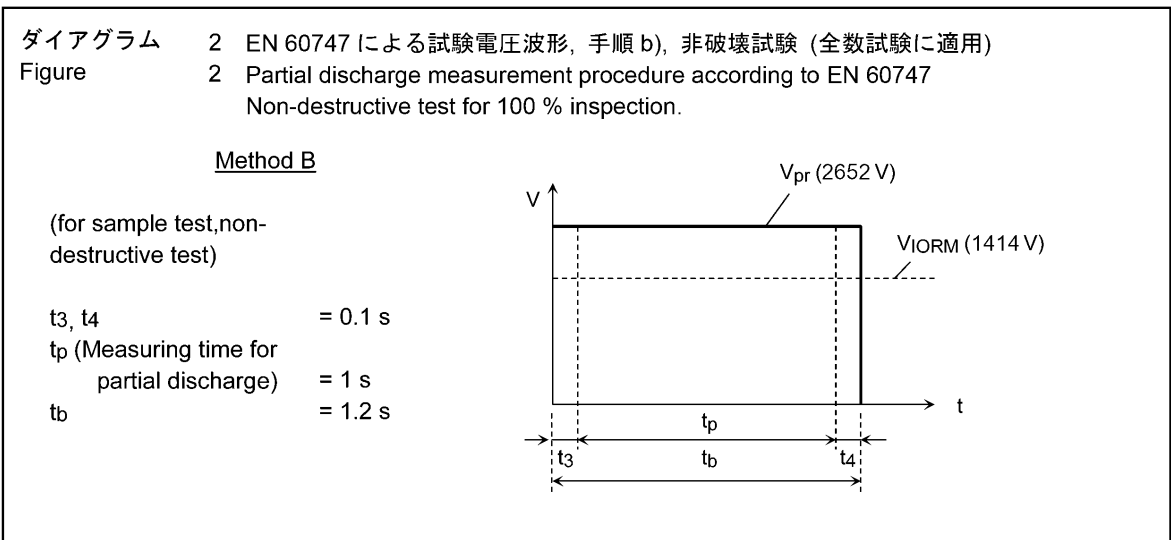 ダイアグラム 2 EN 60747 による試験電圧波形, 手順 b), 非破壊試験 (全数試験に適用)
Figure 2 Partial discharge measurement procedure according to EN 60747
Non-destructive test for 100 % inspection.
Method B
(for sample test,non-
destructive test)
t3, t4 = 0.1 s
tp (Measuring time for
partial discharge) = 1 s
tb = 1.2 s
Vpr (2652 V)
V
VIORM (1414 V)
t
tp
t3 tb t4